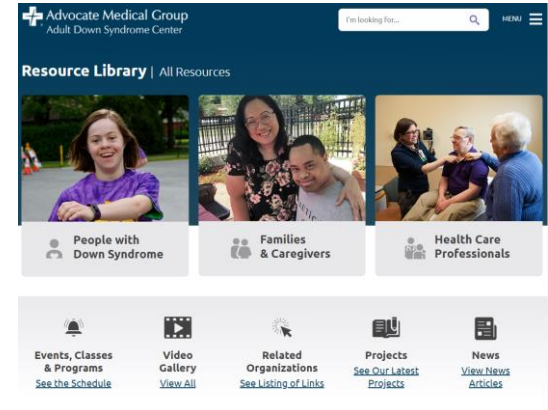 Advocate Medical Group
Adult Down Syndrome Center
I'm looking for...
MENU
Resource Library | All Resources
People with
Down Syndrome
Families
& Caregivers
Health Care
Professionals
Events, Classes
& Programs
See the Schedule
Video
Gallery
View All
Related
Organizations
See Listing of Links
Projects
See Our Latest
Projects
News
View News
Articles